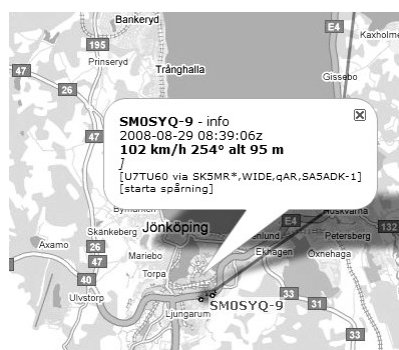 Bankeryd
E4
Kaxholme
195
Prinseryd
Trånghalla
47
26
Gissebo
47
SM0SYQ-9 - info
2008-08-29 08:39:06z
102 km/h 254° alt 95 m
]
[U7TU60 via SK5MR*,WIDE,qAR,SA5ADK-1]
[starta spårning]
Huskvarna
Skankeberg
Jönköping
E4
132
Axamo
26
Mariebo
Ekhagen
Petersberg
47
Torpa
Öxnehaga
40
Ulvstorp
SM0SYQ-9
33
31
Ljungarum
33